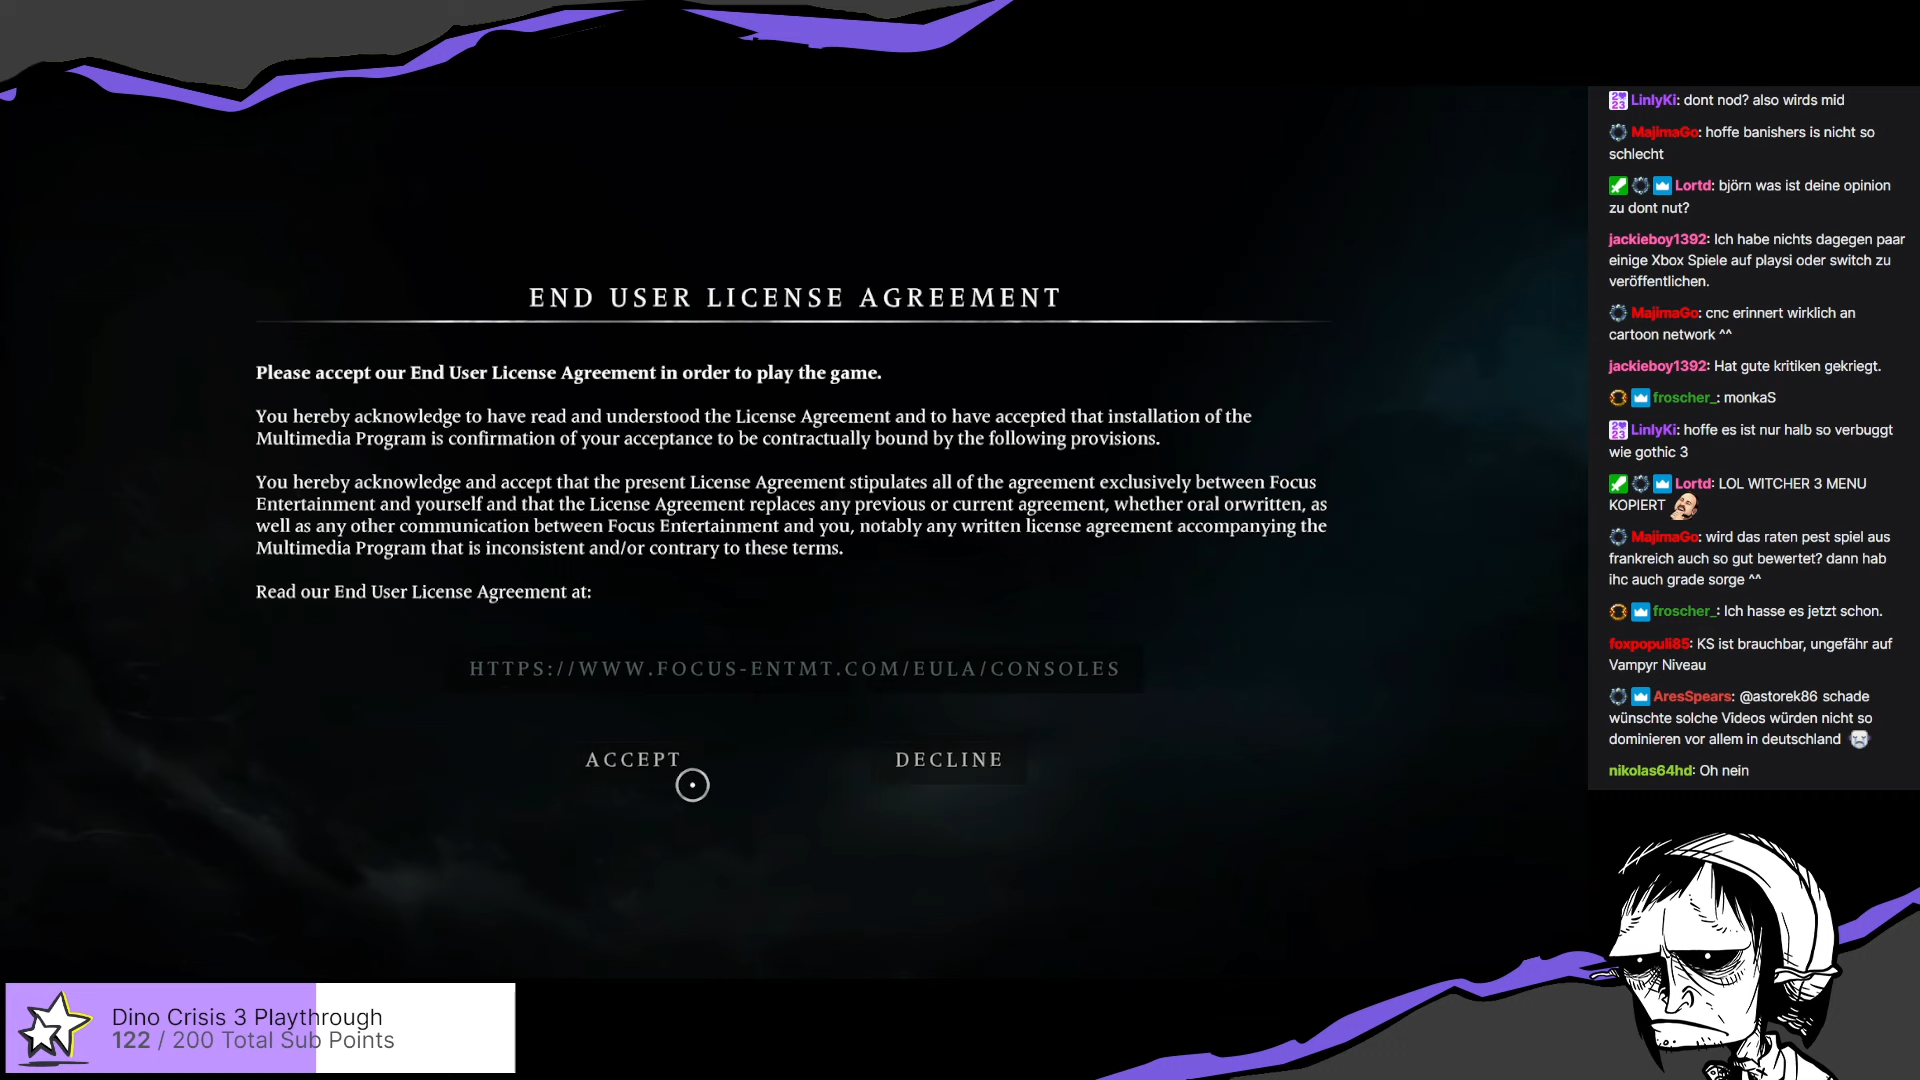 END USER LICENSE AGREEMENT
Please accept our End User License Agreement in order to play the game.
You hereby acknowledge to have read and understood the License Agreement and to have accepted that installation of the
Multimedia Program is confirmation of your acceptance to be contractually bound by the following provisions.
You hereby acknowledge and accept that the present License Agreement stipulates all of the agreement exclusively between Focus
Entertainment and yourself and that the License Agreement replaces any previous or current agreement, whether oral orwritten, as
well as any other communication between Focus Entertainment and you, notably any written license agreement accompanying the
Multimedia Program that is inconsistent and/or contrary to these terms.
Read our End User License Agreement at:
HTTPS://WWW.FOCUS-ENTMT.COM/EULA/CONSOLES
ACCEPT
DECLINE
LinlyKi: dont nod? also wirds mid
MajimaGo: hoffe banishers is nicht so
schlecht
Lortd: björn was ist deine opinion
zu dont nut?
jackieboy1392: Ich habe nichts dagegen paar
einige Xbox Spiele auf playsi oder switch zu
veröffentlichen.
MajimaGo: cnc erinnert wirklich an
cartoon network ^^
jackieboy1392: Hat gute kritiken gekriegt.
froscher_: monkaS
LinlyKi: hoffe es ist nur halb so verbuggt
wie gothic 3
Lortd: LOL WITCHER 3 MENU
KOPIERT
MajimaGo: wird das raten pest spiel aus
frankreich auch so gut bewertet? dann hab
ihc auch grade sorge ^^
froscher_: Ich hasse es jetzt schon.
foxpopuli85: KS ist brauchbar, ungefähr auf
Vampyr Niveau
AresSpears: @astorek86 schade
wünschte solche Videos würden nicht so
dominieren vor allem in deutschland
nikolas64hd: Oh nein
Dino Crisis 3 Playthrough
122 / 200 Total Sub Points